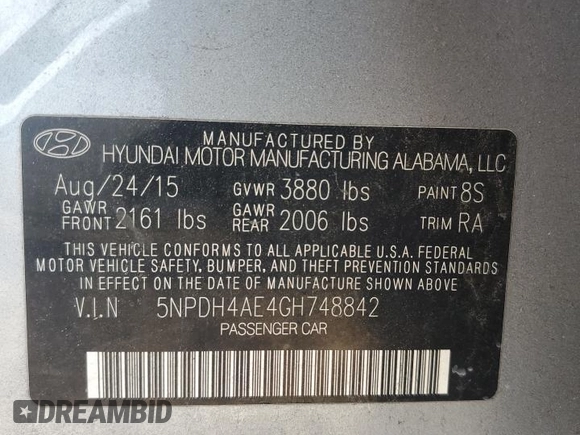 MANUFACTURED BY
HYUNDAI MOTOR MANUFACTURING ALABAMA, LLC
Aug/24/15 GVWR 3880 lbs PAINT 8S
GAWR FRONT 2161 lbs GAWR REAR 2006 lbs TRIM RA
THIS VEHICLE CONFORMS TO ALL APPLICABLE U.S.A. FEDERAL
MOTOR VEHICLE SAFETY, BUMPER, AND THEFT PREVENTION STANDARDS
IN EFFECT ON THE DATE OF MANUFACTURE SHOWN ABOVE.
V.I.N 5NPDH4AE4GH748842
PASSENGER CAR
DREAMBID